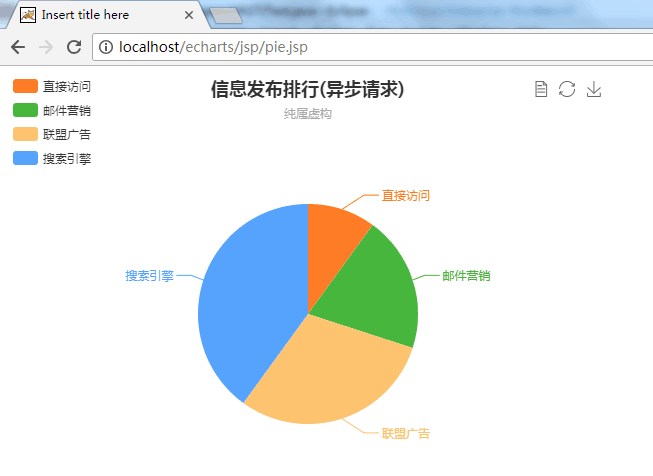 Insert title here
localhost/echarts/jsp/pie.jsp
直接访问
邮件营销
联盟广告
搜索引擎
信息发布排行(异步请求)
纯属虚构
直接访问
搜索引擎
邮件营销
联盟广告